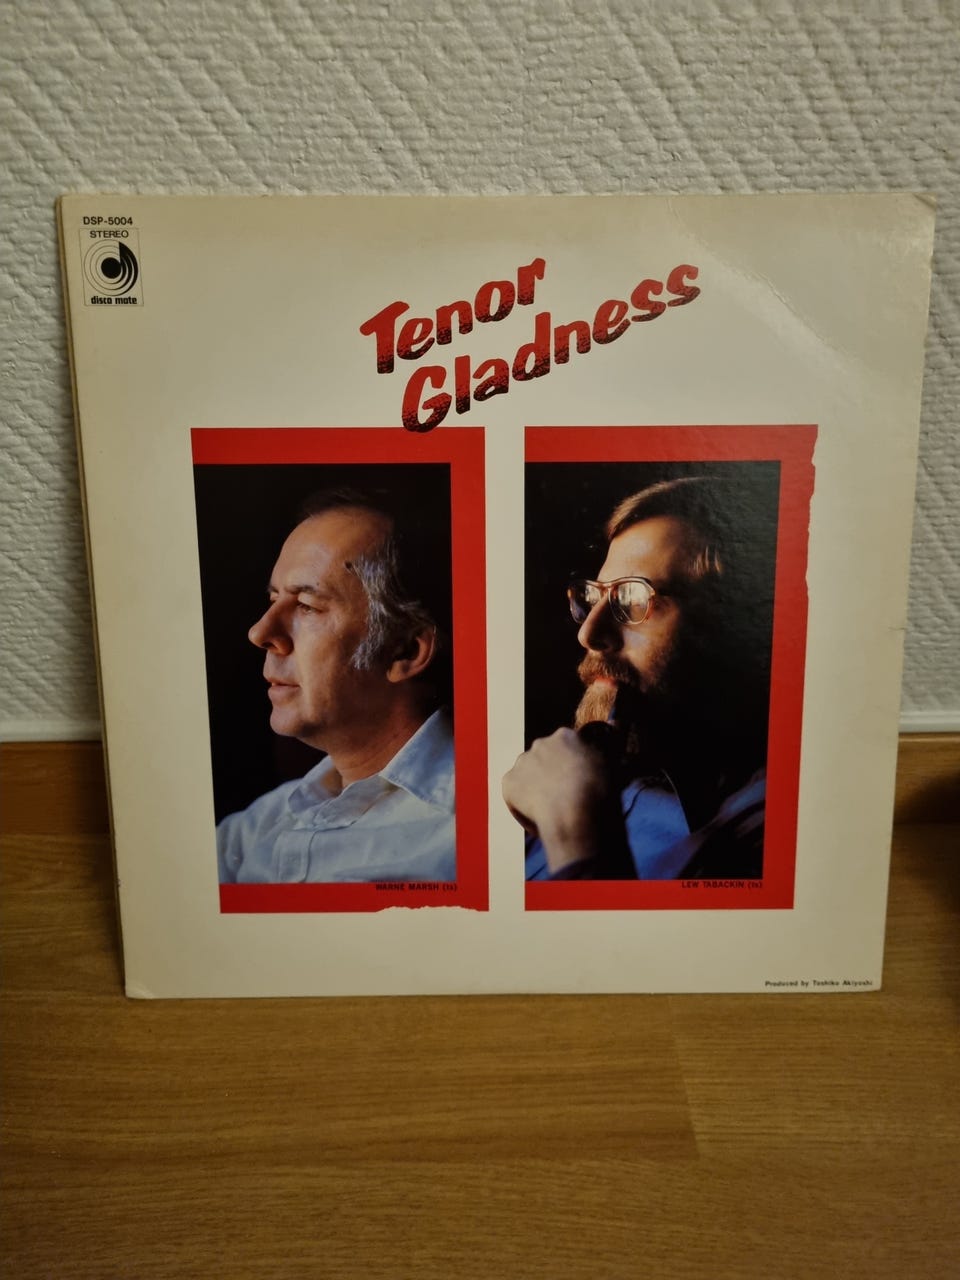 DSP-5004
STEREO
disco mate
Tenor
Gladness
WARNE MARSH (ts)
LEW TABACKIN (ts)
Produced by Toshiko Akiyoshi